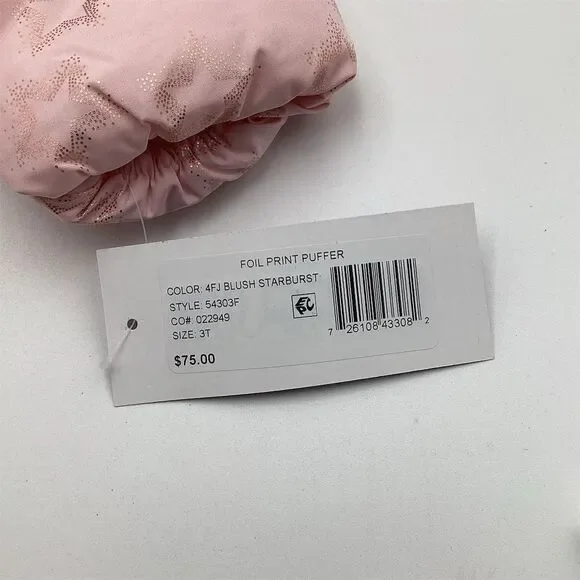 FOIL PRINT PUFFER
COLOR: 4FJ BLUSH STARBURST
STYLE: 54303F
CO#: 022949
SIZE: 3T
$75.00
EPC
7 26108 43308 2